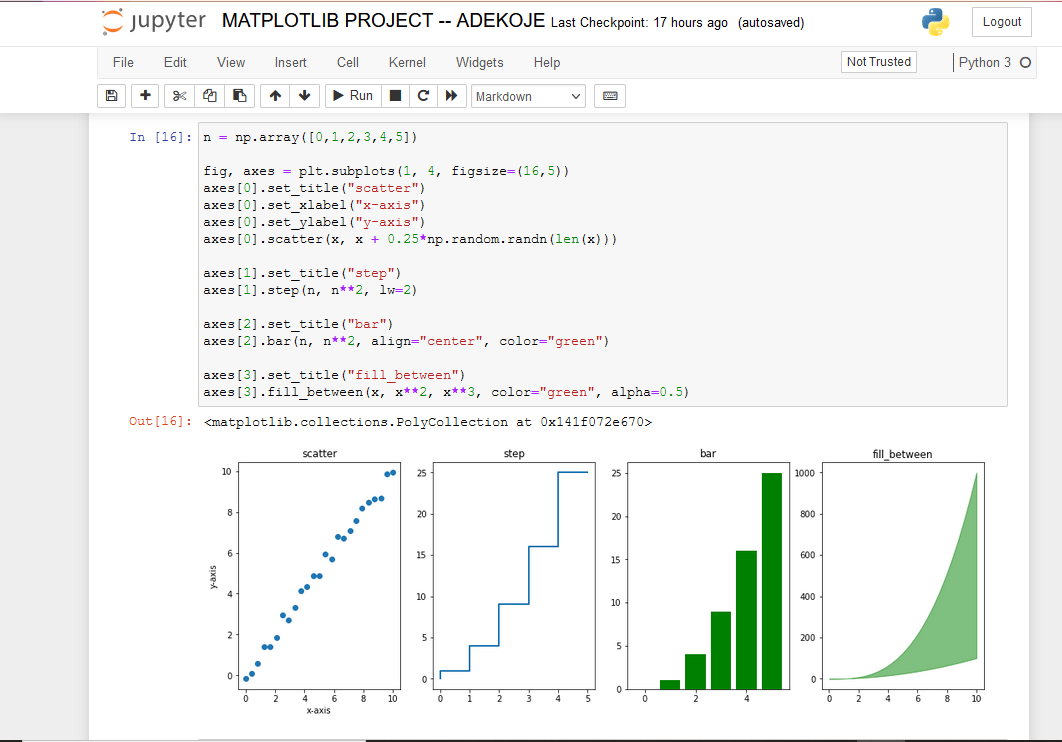 jupyter MATPLOTLIB PROJECT -- ADEKOJE Last Checkpoint: 17 hours ago (autosaved) Logout
File Edit View Insert Cell Kernel Widgets Help Not Trusted Python 3
Run Markdown
In [16]: n = np.array([0,1,2,3,4,5])
fig, axes = plt.subplots(1, 4, figsize=(16,5))
axes[0].set_title("scatter")
axes[0].set_xlabel("x-axis")
axes[0].set_ylabel("y-axis")
axes[0].scatter(x, x + 0.25*np.random.randn(len(x)))
axes[1].set_title("step")
axes[1].step(n, n**2, lw=2)
axes[2].set_title("bar")
axes[2].bar(n, n**2, align="center", color="green")
axes[3].set_title("fill_between")
axes[3].fill_between(x, x**2, x**3, color="green", alpha=0.5)
Out[16]: <matplotlib.collections.PolyCollection at 0x141f072e670>
scatter
10
8
6
4
2
0
y-axis
0 2 4 6 8 10
x-axis
step
25
20
15
10
5
0
0 1 2 3 4 5
bar
25
20
15
10
5
0
0 2 4
fill_between
1000
800
600
400
200
0
0 2 4 6 8 10